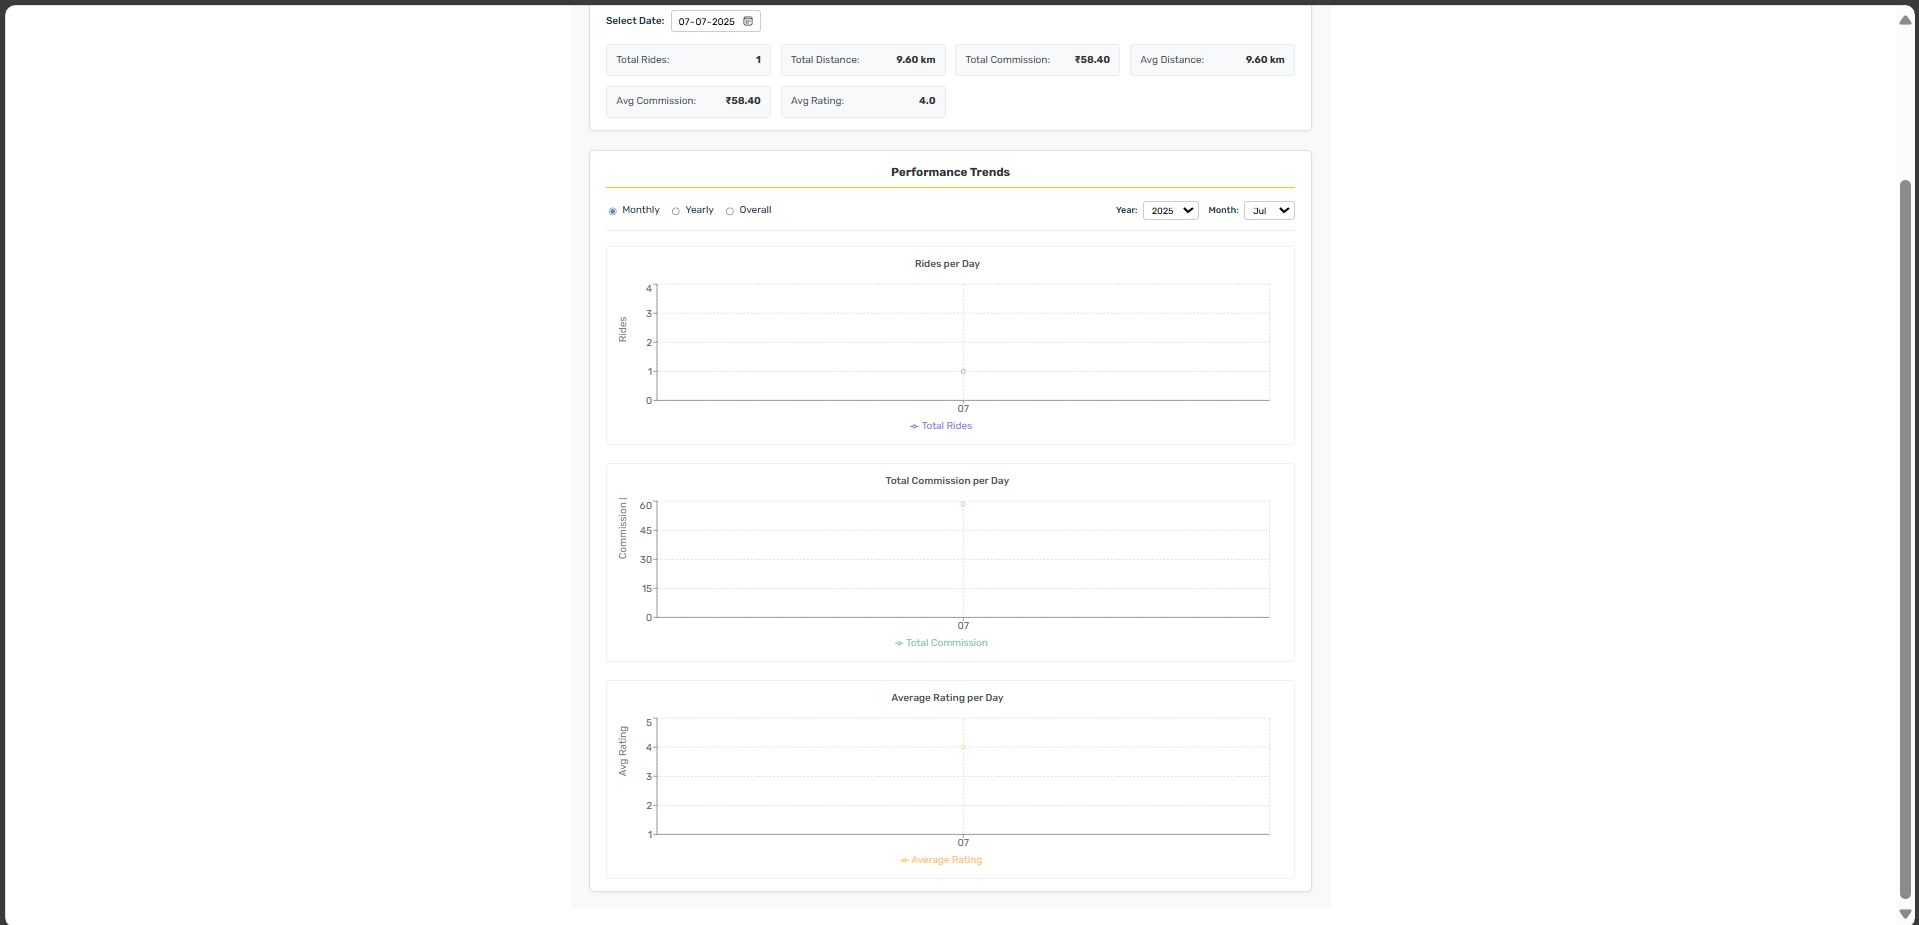 Select Date: 07-07-2025
Total Rides: 1
Total Distance: 9.60 km
Total Commission: ₹58.40
Avg Distance: 9.60 km
Avg Commission: ₹58.40
Avg Rating: 4.0
Performance Trends
Monthly Yearly Overall
Year: 2025 Month: Jul
Rides per Day
Rides
4
3
2
1
0
07
Total Rides
Total Commission per Day
Commission
60
45
30
15
0
07
Total Commission
Average Rating per Day
Avg Rating
5
4
3
2
1
07
Average Rating